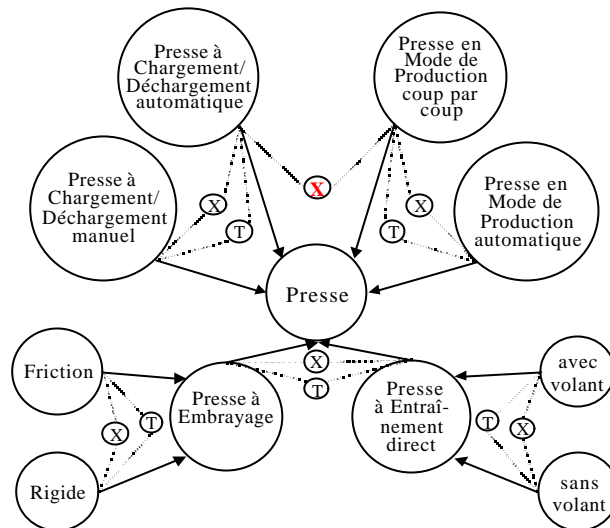 Presse à
Chargement/
Déchargement
automatique
Presse en
Mode de
Production
coup par
coup
X
Presse à
Chargement/
Déchargement
manuel
X
T
X
T
Presse en
Mode de
Production
automatique
Presse
Friction
X
T
Rigide
Presse à
Embrayage
X
T
Presse
à Entraî-
nement
direct
T
X
avec
volant
sans
volant